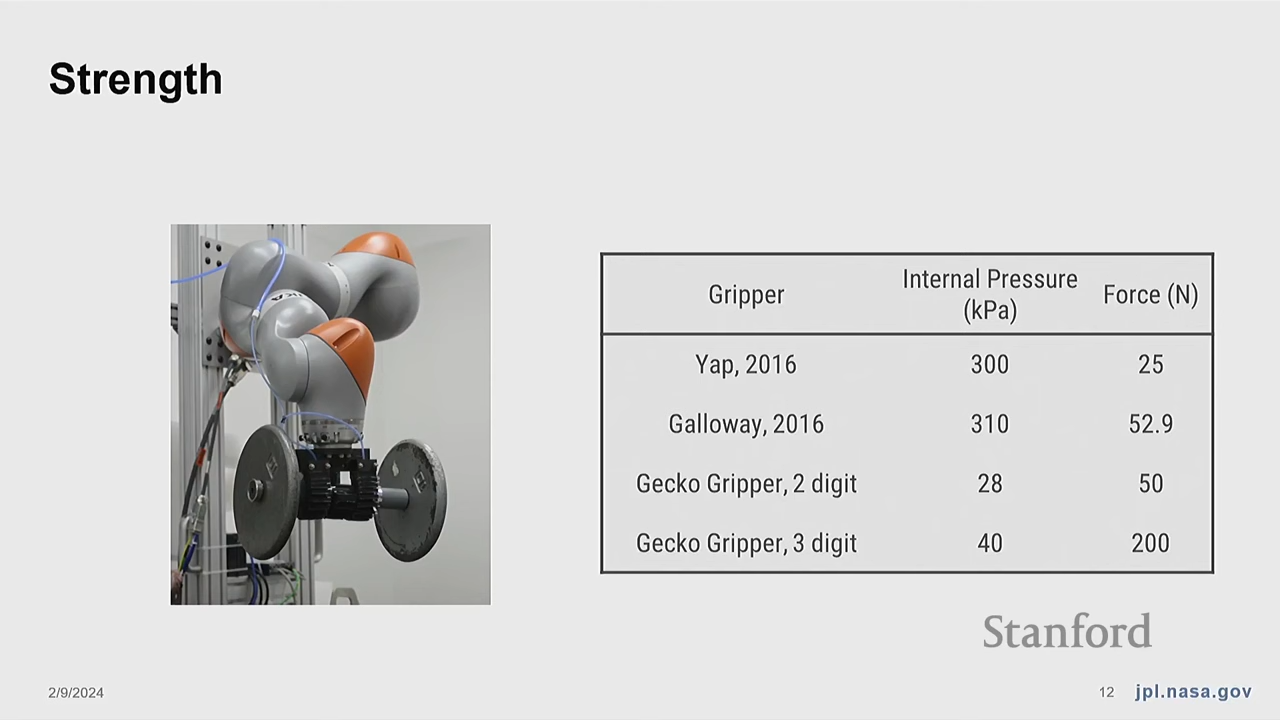 Strength
Gripper Internal Pressure (kPa) Force (N)
Yap, 2016 300 25
Galloway, 2016 310 52.9
Gecko Gripper, 2 digit 28 50
Gecko Gripper, 3 digit 40 200
Stanford
2/9/2024 12 jpl.nasa.gov